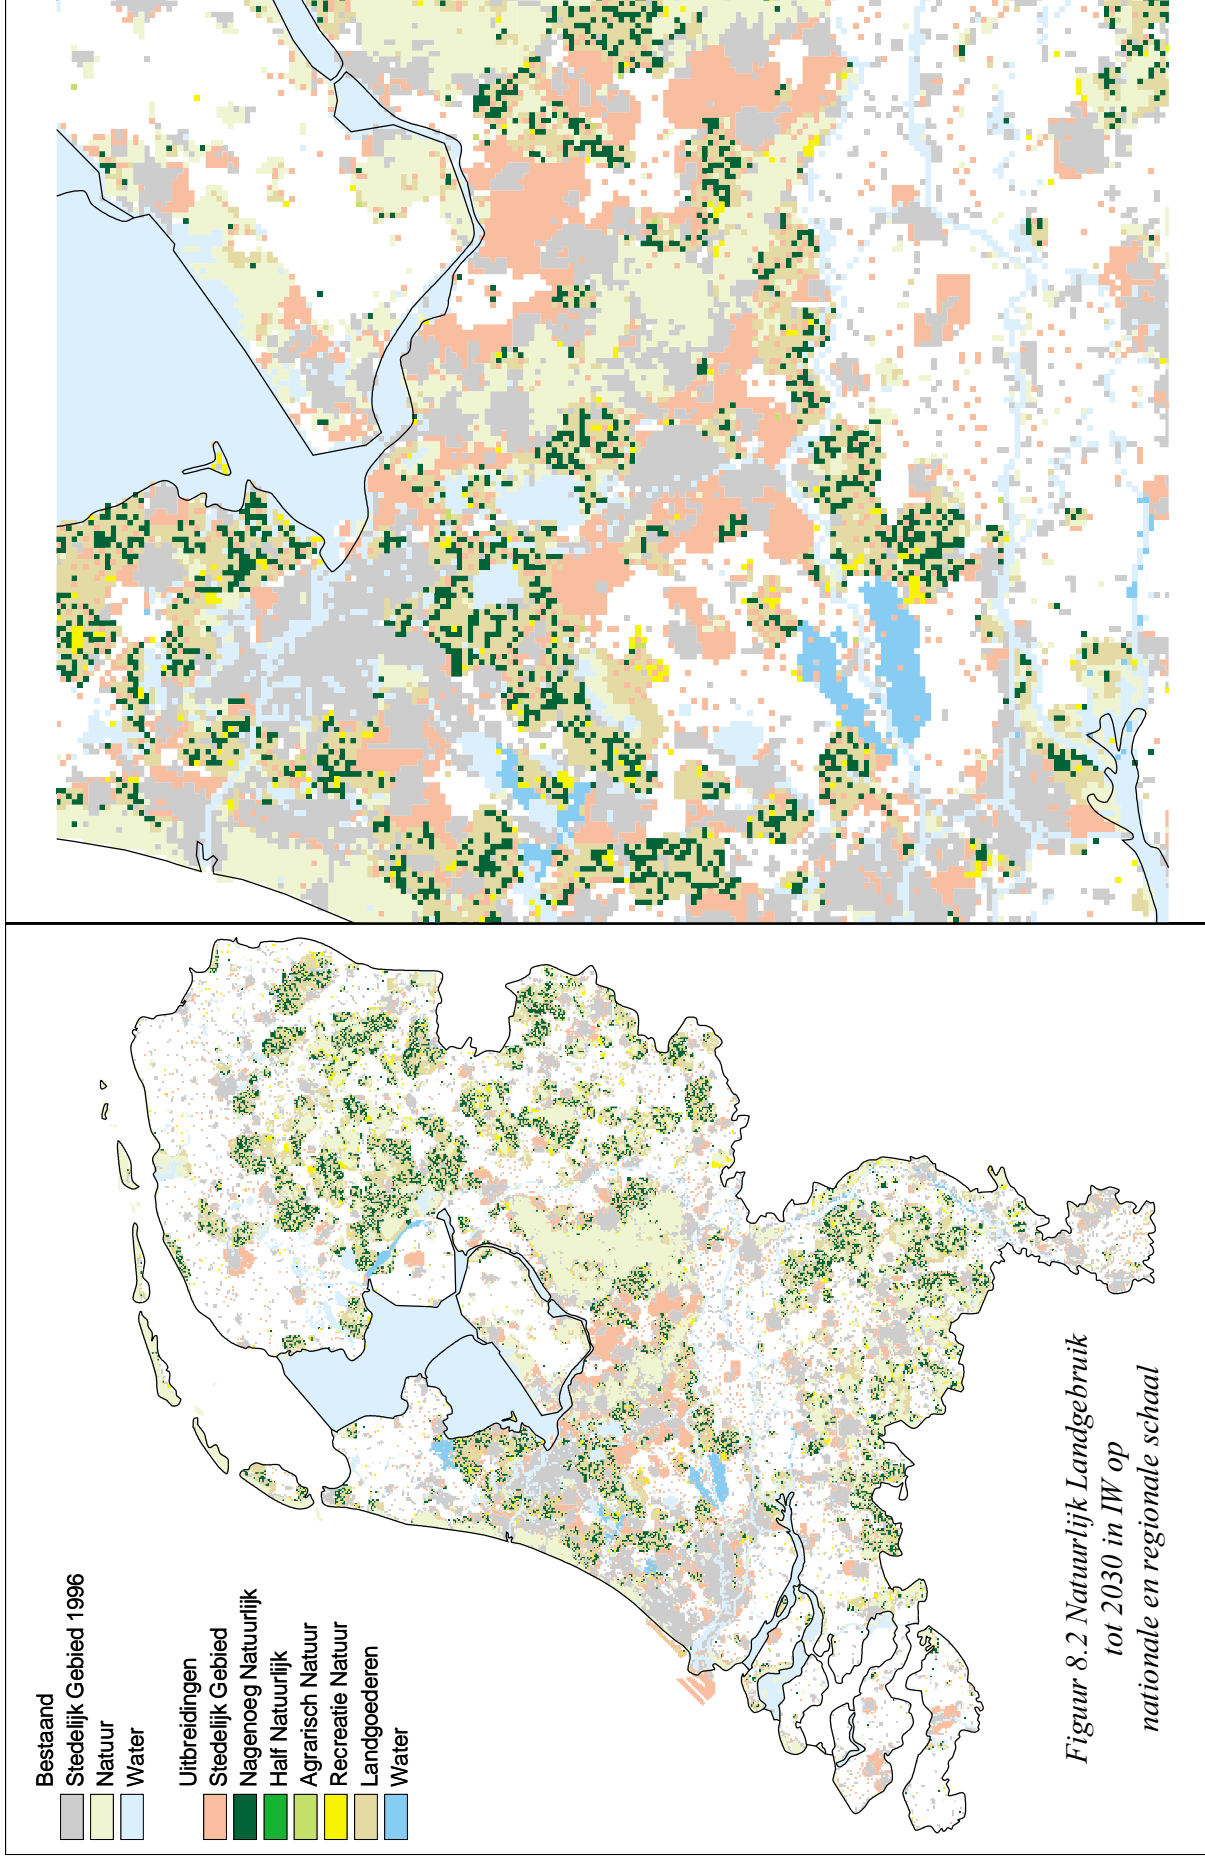 Bestaand
Stedelijk Gebied 1996
Natuur
Water
Uitbreidingen
Stedelijk Gebied
Nagenoeg Natuurlijk
Half Natuurlijk
Agrarisch Natuur
Recreatie Natuur
Landgoederen
Water
Figuur 8.2 Natuurlijk Landgebruik
tot 2030 in IW op
nationale en regionale schaal